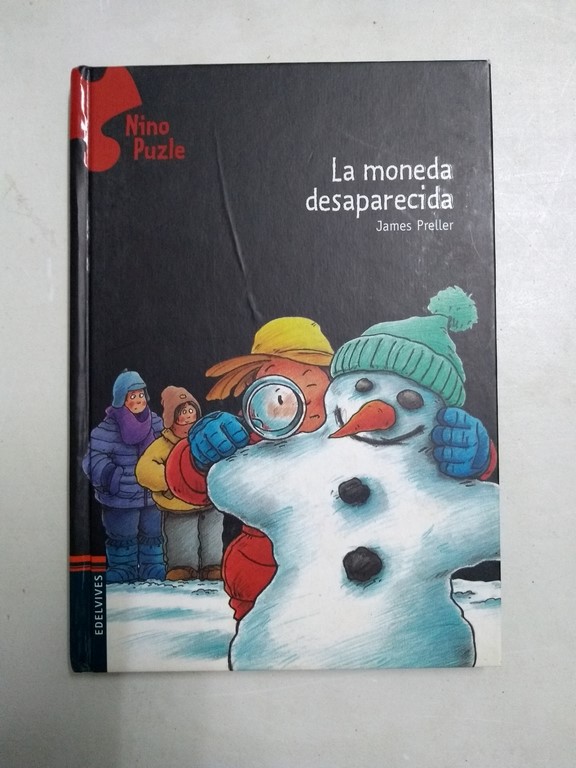 Nino
Puzle
La moneda
desaparecida
James Preller
EDELVIVES